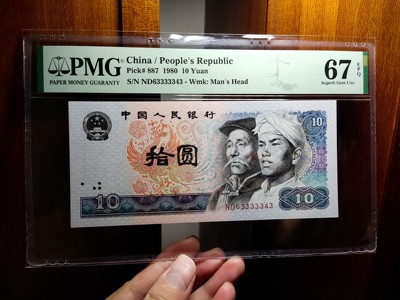 PMG
PAPER MONEY GUARANTY
China / People's Republic
Pick# 887 1980 10 Yuan
S/N ND63333343 - Wmk: Man's Head
67 EPQ
Superb Gem Unc
中国人民银行
10
拾圆
ND63333343
10
10